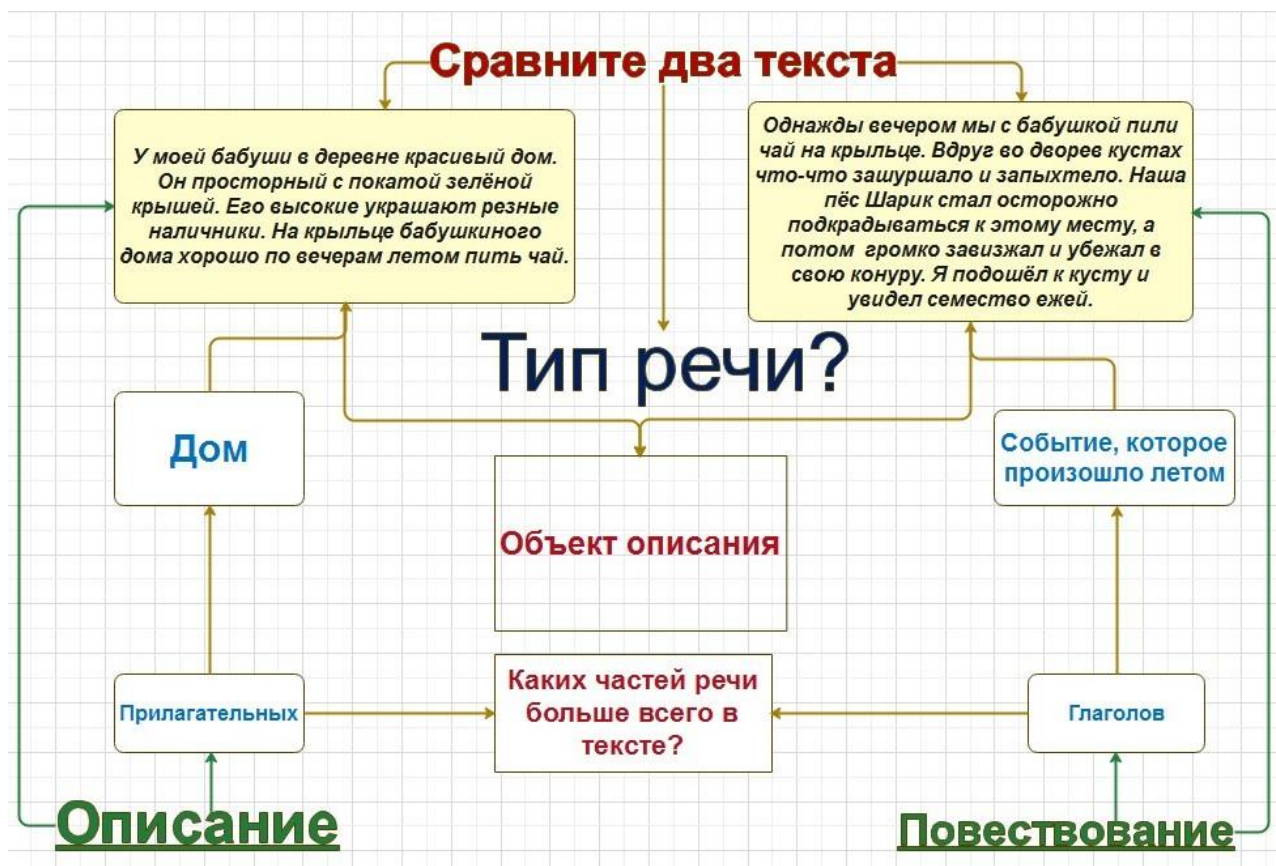 Сравните два текста
У моей бабуши в деревне красивый дом.
Он просторный с покатой зелёной
крышей. Его высокие украшают резные
наличники. На крыльце бабушкиного
дома хорошо по вечерам летом пить чай.
Однажды вечером мы с бабушкой пили
чай на крыльце. Вдруг во дворев кустах
что-что зашуршало и запыхтело. Наша
пёс Шарик стал осторожно
подкрадываться к этому месту, а
потом громко завизжал и убежал в
свою конуру. Я подошёл к кусту и
увидел семество ежей.
Тип речи?
Дом
Событие, которое
произошло летом
Объект описания
Прилагательных
Каких частей речи
больше всего в
тексте?
Глаголов
Описание
Повествование